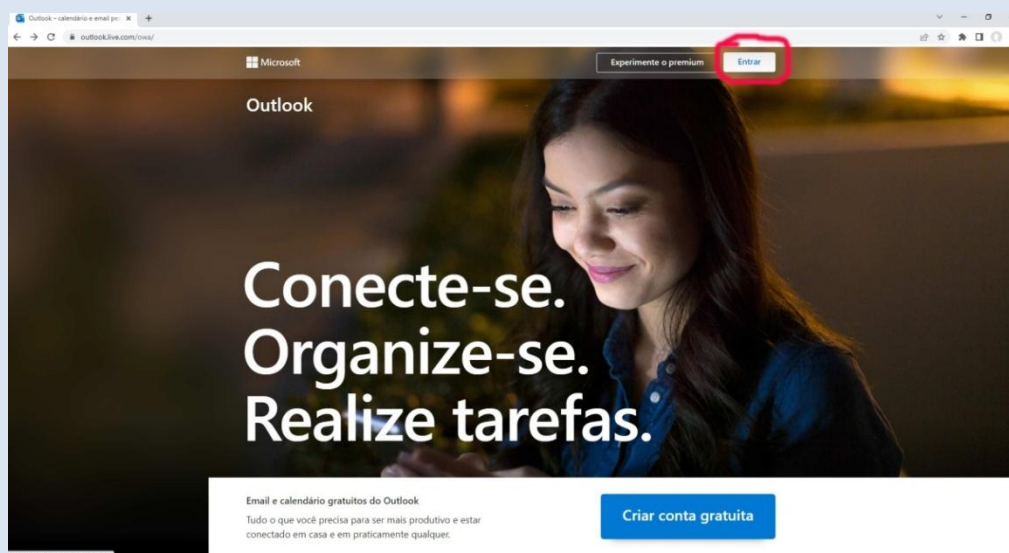 Outlook – calendário e email pes
outlook.live.com/owa/
Microsoft
Experimente o premium
Entrar
Outlook
Conecte-se.
Organize-se.
Realize tarefas.
Email e calendário gratuitos do Outlook
Tudo o que você precisa para ser mais produtivo e estar
conectado em casa e em praticamente qualquer.
Criar conta gratuita